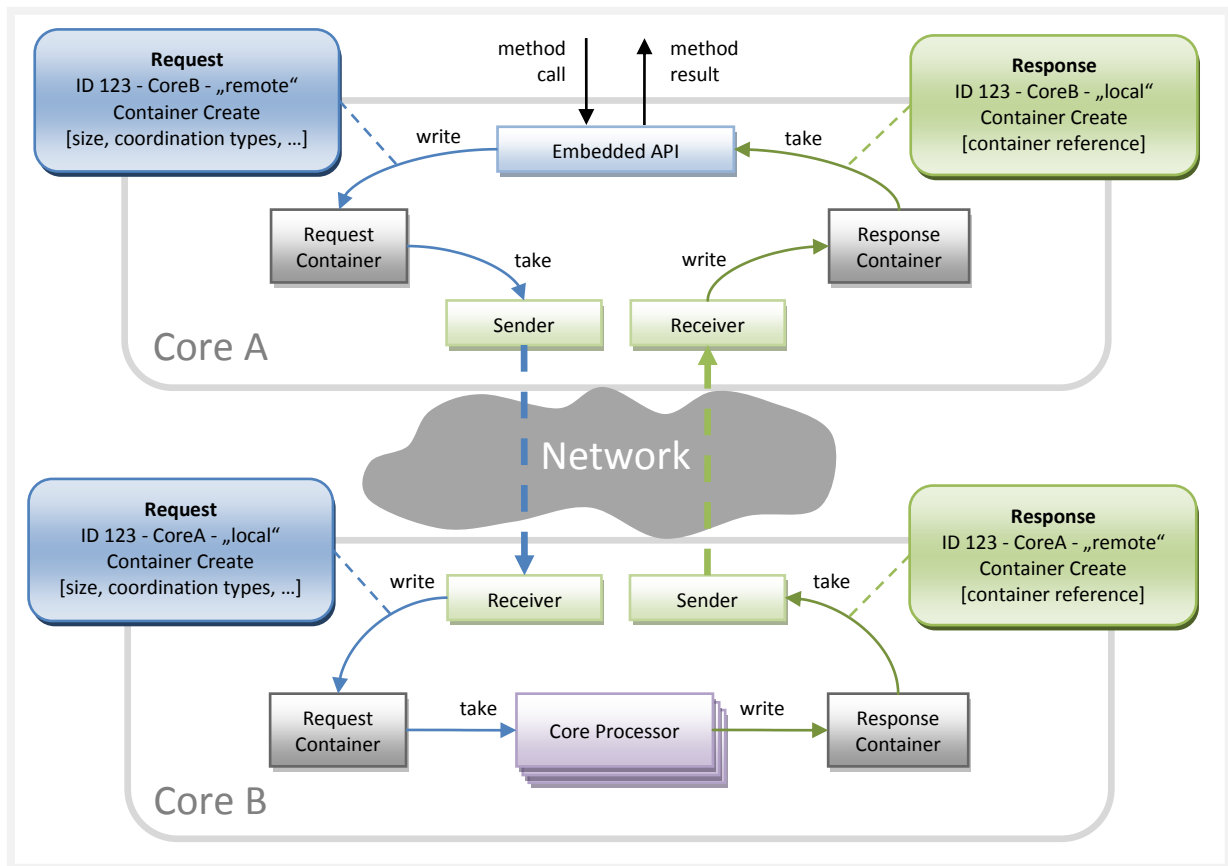 Request
ID 123 - CoreB - „remote“
Container Create
[size, coordination types, …]
method
call
method
result
Response
ID 123 - CoreB - „local“
Container Create
[container reference]
write
Embedded API
take
Request
Container
take
write
Response
Container
Sender
Receiver
Core A
Network
Request
ID 123 - CoreA - „local“
Container Create
[size, coordination types, …]
Response
ID 123 - CoreA - „remote“
Container Create
[container reference]
write
Receiver
Sender
take
Request
Container
take
Core Processor
write
Response
Container
Core B